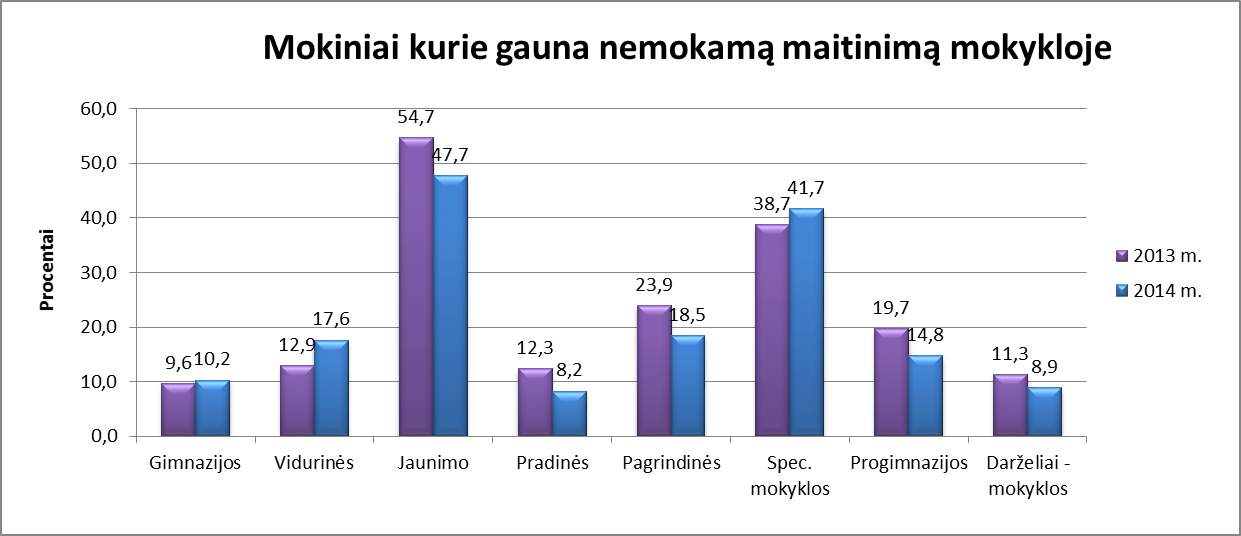 Mokiniai kurie gauna nemokamą maitinimą mokykloje
Procentai
60,0
50,0
40,0
30,0
20,0
10,0
0,0
54,7
47,7
38,7
41,7
23,9
18,5
19,7
14,8
12,9
17,6
9,6
10,2
12,3
8,2
11,3
8,9
2013 m.
2014 m.
Gimnazijos
Vidurinės
Jaunimo
Pradinės
Pagrindinės
Spec.
mokyklos
Progimnazijos
Darželiai -
mokyklos